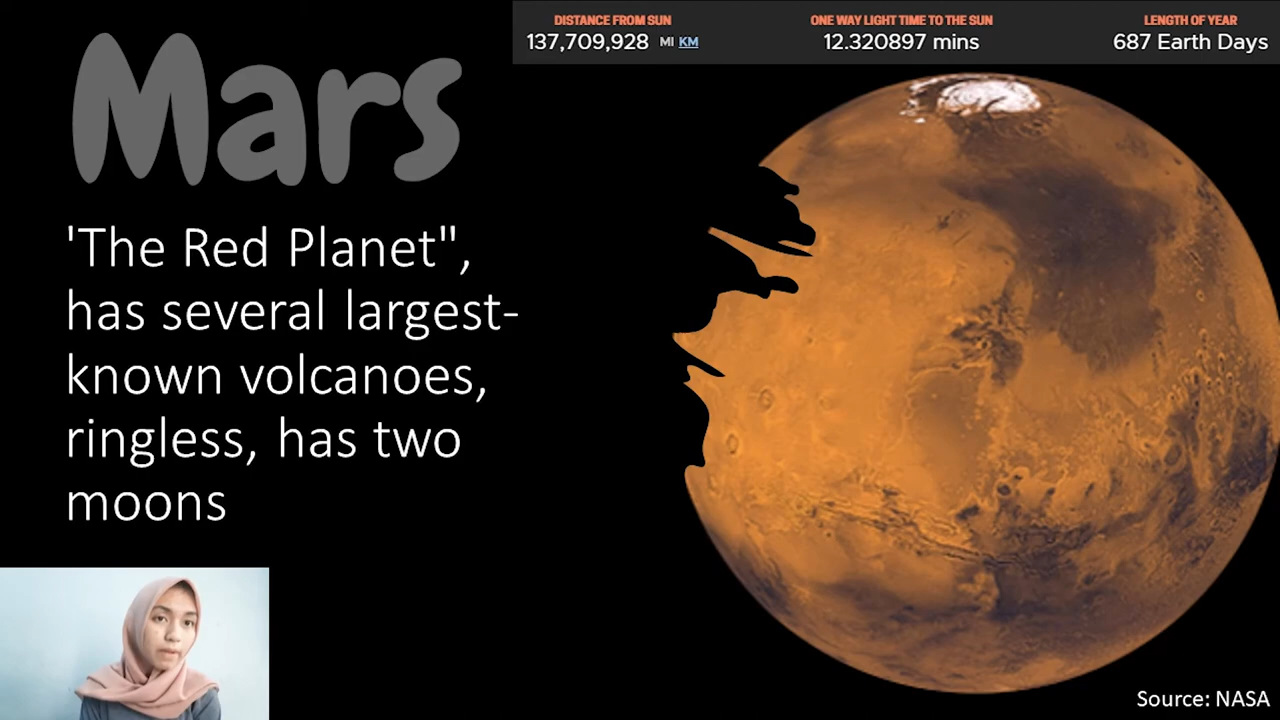 DISTANCE FROM SUN
137,709,928 MI KM
ONE WAY LIGHT TIME TO THE SUN
12.320897 mins
LENGTH OF YEAR
687 Earth Days
Mars
'The Red Planet",
has several largest-
known volcanoes,
ringless, has two
moons
Source: NASA